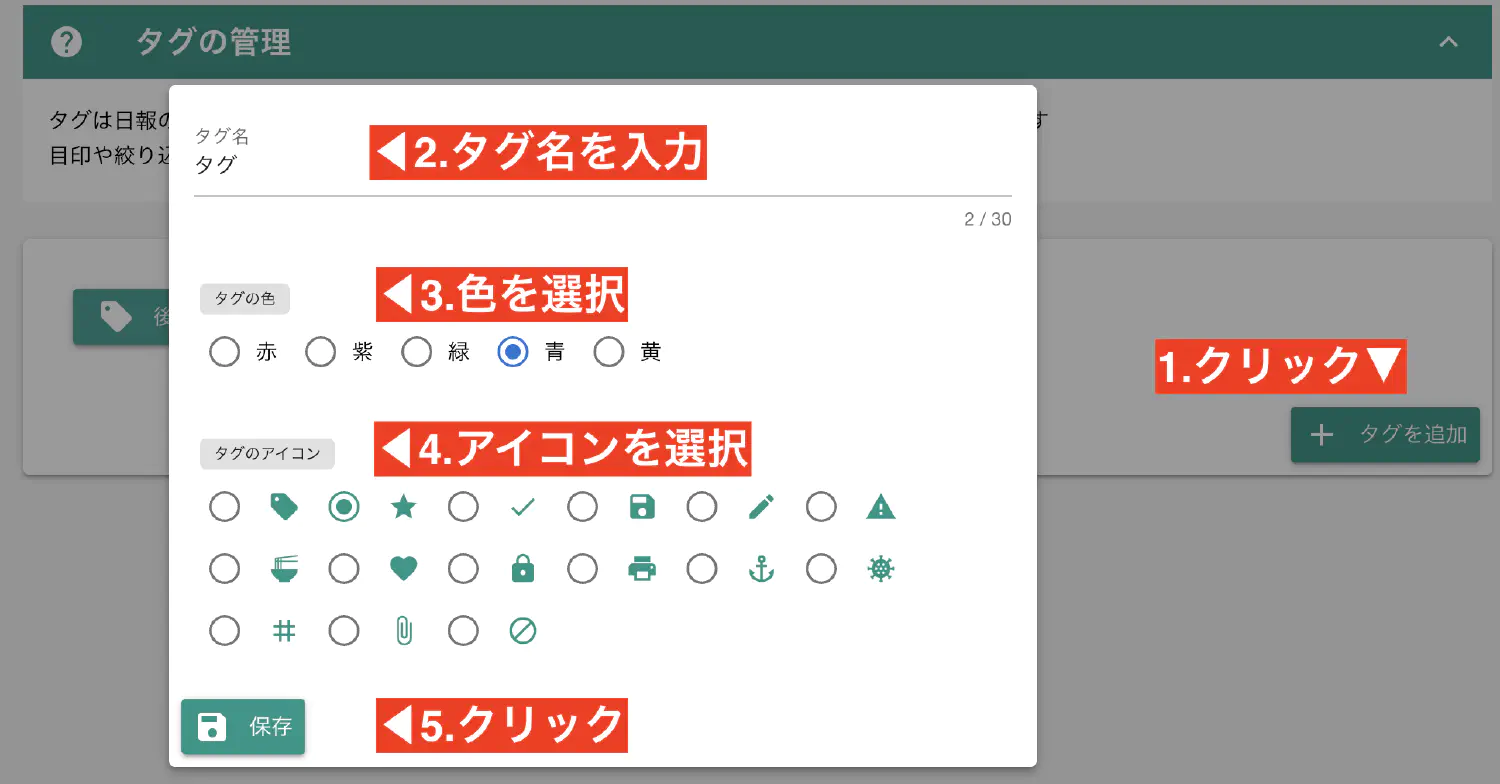 タグの管理
タグは日報の
す
目印や絞り込
タグ名
タグ
◀2.タグ名を入力
2 / 30
タグの色
◀3.色を選択
赤 紫 緑 青 黄
後
1.クリック▼
タグを追加
タグのアイコン
◀4.アイコンを選択
保存
◀5.クリック